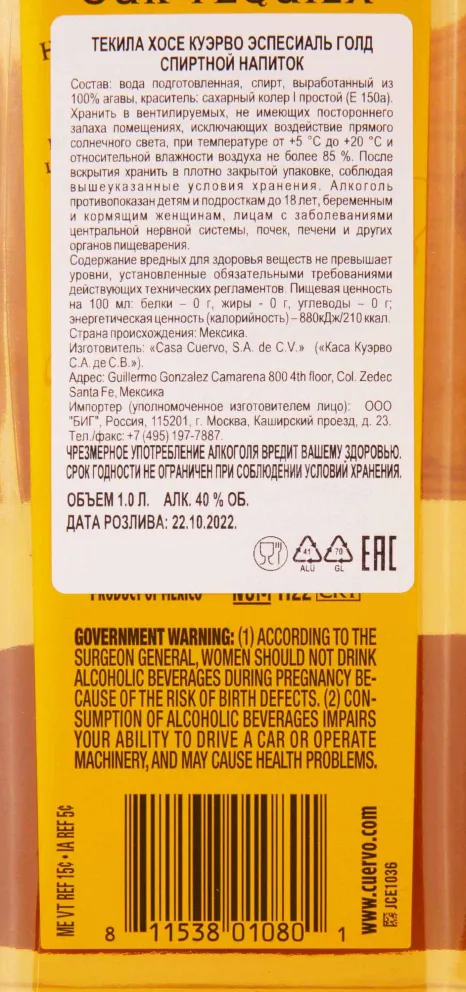 OUR TEQUILA
ТЕКИЛА ХОСЕ КУЭРВО ЭСПЕСИАЛЬ ГОЛД
СПИРТНОЙ НАПИТОК
Состав: вода подготовленная, спирт, выработанный из
100% агавы, краситель: сахарный колер I простой (Е 150а).
Хранить в вентилируемых, не имеющих постороннего
запаха помещениях, исключающих воздействие прямого
солнечного света, при температуре от +5 °С до +20 °С и
относительной влажности воздуха не более 85 %. После
вскрытия хранить в плотно закрытой упаковке, соблюдая
вышеуказанные условия хранения. Алкоголь
противопоказан детям и подросткам до 18 лет, беременным
и кормящим женщинам, лицам с заболеваниями
центральной нервной системы, почек, печени и других
органов пищеварения.
Содержание вредных для здоровья веществ не превышает
уровни, установленные обязательными требованиями
действующих технических регламентов. Пищевая ценность
на 100 мл: белки – 0 г, жиры - 0 г, углеводы – 0 г;
энергетическая ценность (калорийность) – 880кДж/210 ккал.
Страна происхождения: Мексика.
Изготовитель: «Casa Cuervo, S.A. de C.V.» («Каса Куэрво
С.А. де С.В.»).
Адрес: Guillermo Gonzalez Camarena 800 4th floor, Col. Zedec
Santa Fe, Мексика
Импортер (уполномоченное изготовителем лицо): ООО
"БИГ", Россия, 115201, г. Москва, Каширский проезд, д. 23.
Тел./факс: +7 (495) 197-7887.
ЧРЕЗМЕРНОЕ УПОТРЕБЛЕНИЕ АЛКОГОЛЯ ВРЕДИТ ВАШЕМУ ЗДОРОВЬЮ.
СРОК ГОДНОСТИ НЕ ОГРАНИЧЕН ПРИ СОБЛЮДЕНИИ УСЛОВИЙ ХРАНЕНИЯ.
ОБЪЕМ 1.0 Л. АЛК. 40 % ОБ.
ДАТА РОЗЛИВА: 22.10.2022.
41 ALU 70 GL EAC
PRODUCT OF MEXICO NOM 1122 CRT
GOVERNMENT WARNING: (1) ACCORDING TO THE
SURGEON GENERAL, WOMEN SHOULD NOT DRINK
ALCOHOLIC BEVERAGES DURING PREGNANCY BE-
CAUSE OF THE RISK OF BIRTH DEFECTS. (2) CON-
SUMPTION OF ALCOHOLIC BEVERAGES IMPAIRS
YOUR ABILITY TO DRIVE A CAR OR OPERATE
MACHINERY, AND MAY CAUSE HEALTH PROBLEMS.
ME VT REF 15¢ • IA REF 5¢
8 11538 01080 1
www.cuervo.com
JCE1036